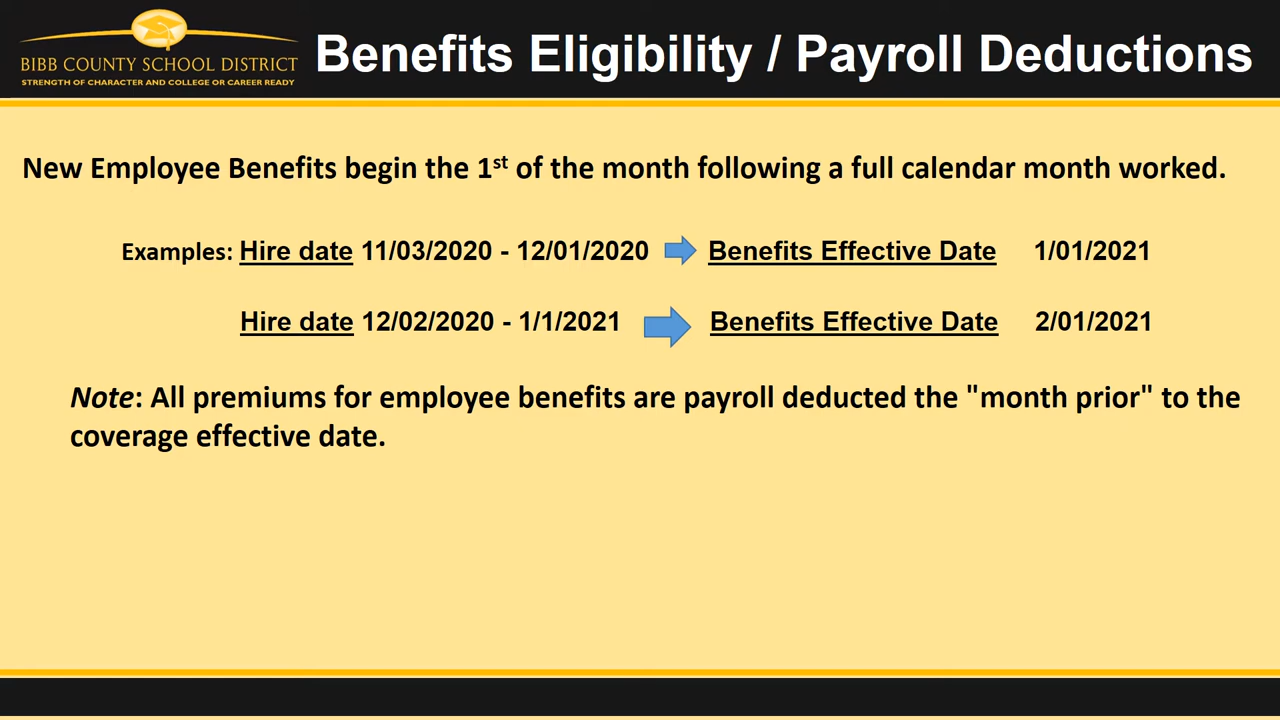 BIBB COUNTY SCHOOL DISTRICT
STRENGTH OF CHARACTER AND COLLEGE OR CAREER READY
Benefits Eligibility / Payroll Deductions
New Employee Benefits begin the 1st of the month following a full calendar month worked.
Examples: Hire date 11/03/2020 - 12/01/2020 Benefits Effective Date 1/01/2021
Hire date 12/02/2020 - 1/1/2021 Benefits Effective Date 2/01/2021
Note: All premiums for employee benefits are payroll deducted the "month prior" to the
coverage effective date.